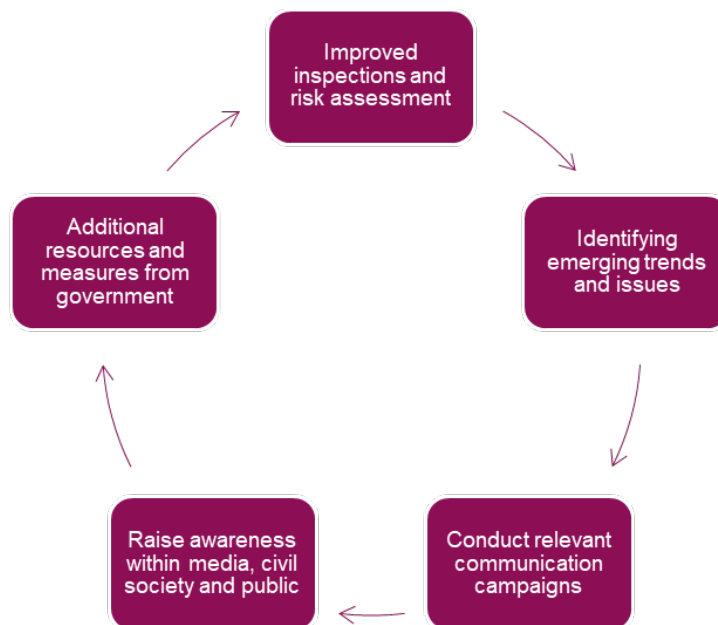 Improved
inspections and
risk assessment
Identifying
emerging trends
and issues
Conduct relevant
communication
campaigns
Raise awareness
within media, civil
society and public
Additional
resources and
measures from
government